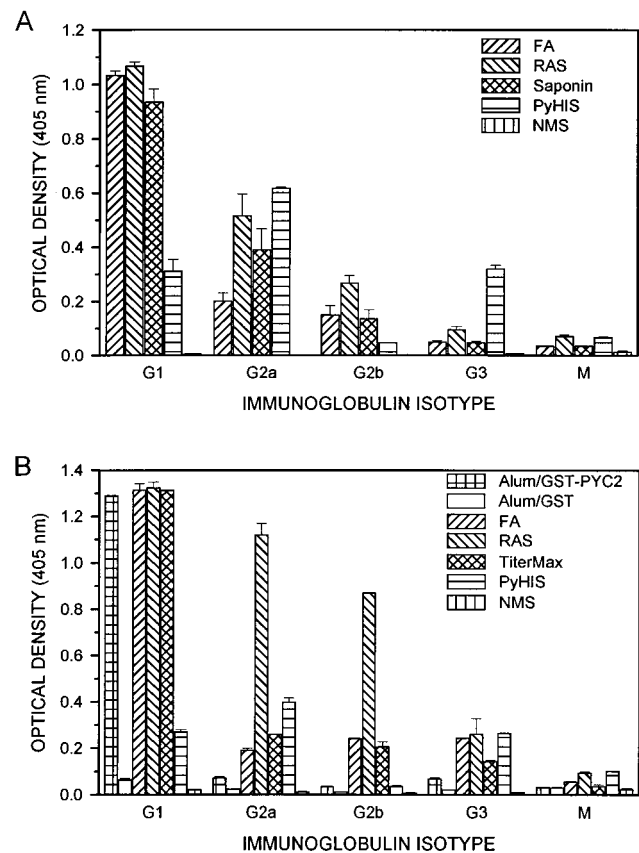 A
OPTICAL DENSITY (405 nm)
1.2
1.0
0.8
0.6
0.4
0.2
0.0
FA
RAS
Saponin
PyHIS
NMS
G1 G2a G2b G3 M
IMMUNOGLOBULIN ISOTYPE
B
OPTICAL DENSITY (405 nm)
1.4
1.2
1.0
0.8
0.6
0.4
0.2
0.0
Alum/GST-PYC2
Alum/GST
FA
RAS
TiterMax
PyHIS
NMS
G1 G2a G2b G3 M
IMMUNOGLOBULIN ISOTYPE